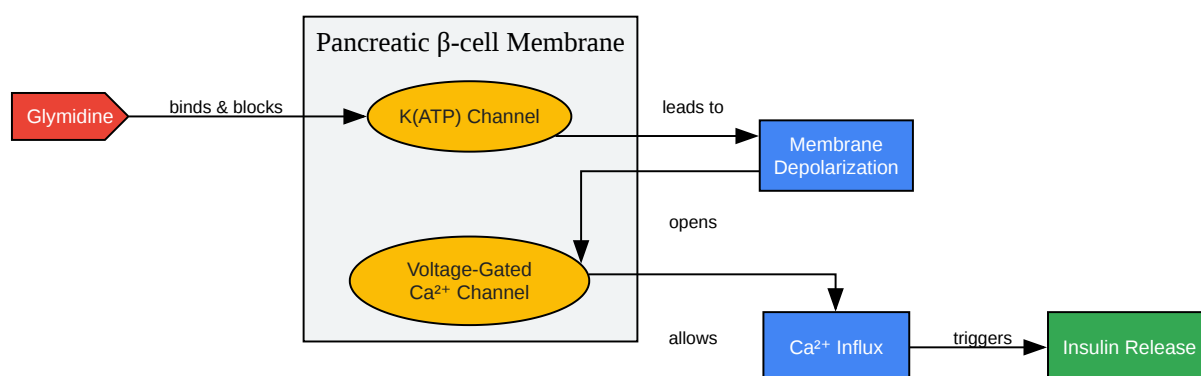 Pancreatic β-cell Membrane
Glymidine
binds & blocks
K(ATP) Channel
leads to
Membrane
Depolarization
opens
Voltage-Gated
Ca²⁺ Channel
allows
Ca²⁺ Influx
triggers
Insulin Release